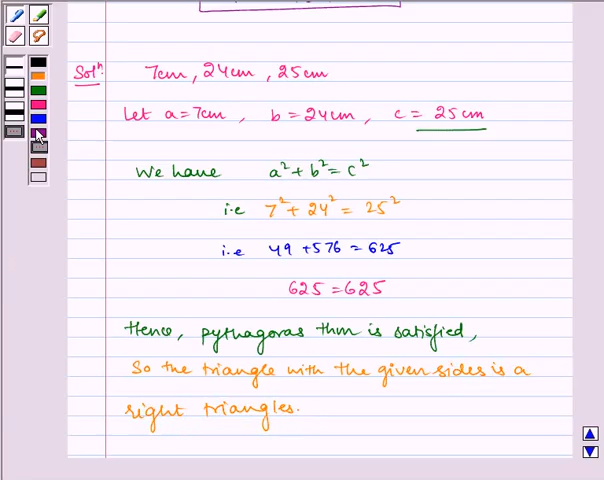 Solⁿ. 7cm, 24cm, 25cm
Let a=7cm, b=24cm, c = 25cm
We have a²+b²=c²
i.e 7²+24² = 25²
i.e 49+576=625
625=625
Hence, pythagoras thm is satisfied,
So the triangle with the given sides is a
right triangles.